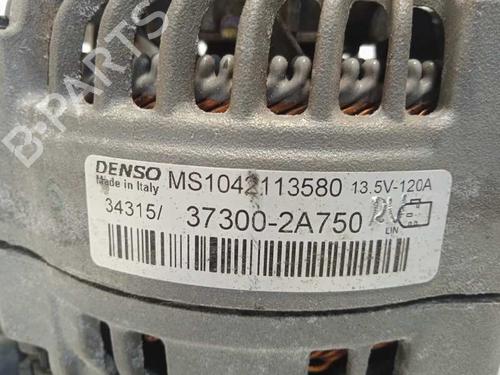 B-PARTS
DENSO MS1042113580 13.5V-120A
Made in Italy
34315/ 37300-2A750
LIN